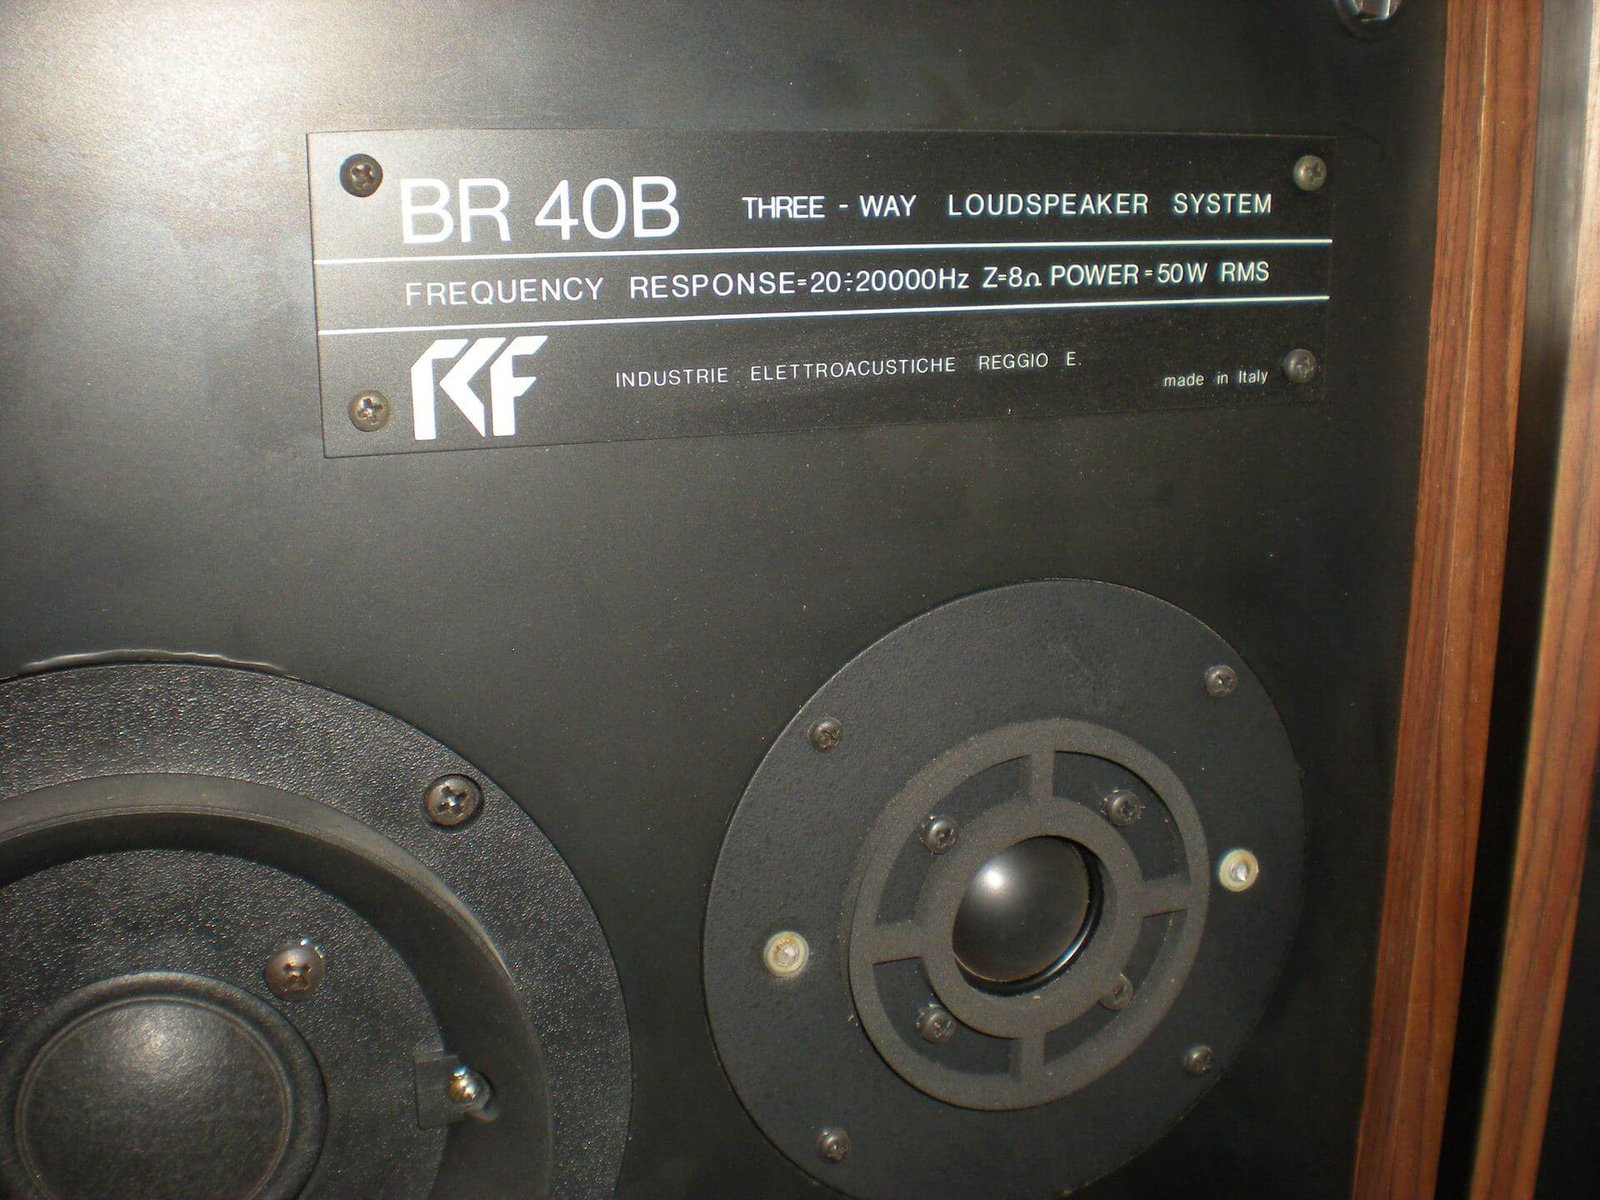 BR 40B THREE - WAY LOUDSPEAKER SYSTEM
FREQUENCY RESPONSE=20÷20000Hz Z=8Ω POWER=50W RMS
RCF INDUSTRIE ELETTROACUSTICHE REGGIO E.
made in Italy